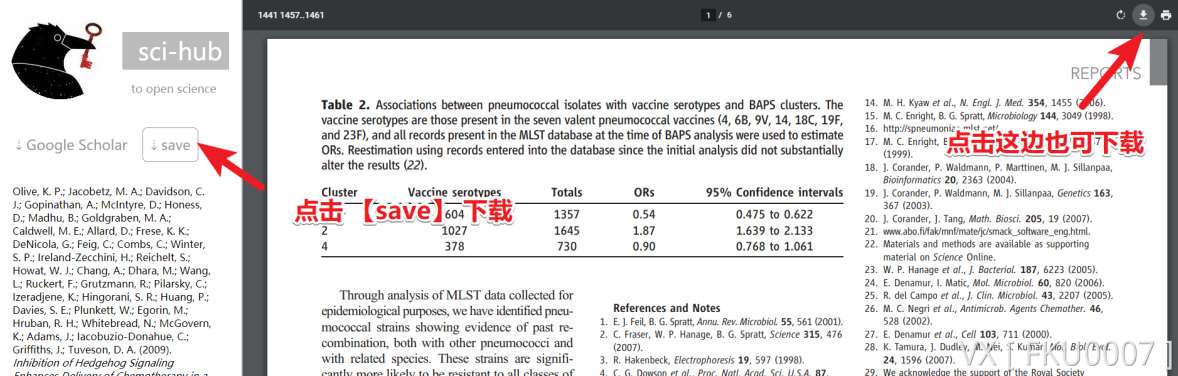 1441 1457..1461
1 / 6
sci-hub
to open science
↓ Google Scholar
↓ save
Olive, K. P.; Jacobetz, M. A.; Davidson, C.
J.; Gopinathan, A.; McIntyre, D.; Honess,
D.; Madhu, B.; Goldgraben, M. A.;
Caldwell, M. E.; Allard, D.; Frese, K. K.;
DeNicola, G.; Feig, C.; Combs, C.; Winter,
S. P.; Ireland-Zecchini, H.; Reichelt, S.;
Howat, W. J.; Chang, A.; Dhara, M.; Wang,
L.; Ruckert, F.; Grutzmann, R.; Pilarsky, C.;
Izeradjene, K.; Hingorani, S. R.; Huang, P.;
Davies, S. E.; Plunkett, W.; Egorin, M.;
Hruban, R. H.; Whitebread, N.; McGovern,
K.; Adams, J.; Iacobuzio-Donahue, C.;
Griffiths, J.; Tuveson, D. A. (2009).
Inhibition of Hedgehog Signaling
Enhances Delivery of Chemotherapy in a
REPORTS
Table 2. Associations between pneumococcal isolates with vaccine serotypes and BAPS clusters. The
vaccine serotypes are those present in the seven valent pneumococcal vaccines (4, 6B, 9V, 14, 18C, 19F,
and 23F), and all records present in the MLST database at the time of BAPS analysis were used to estimate
ORs. Reestimation using records entered into the database since the initial analysis did not substantially
alter the results (22).
Cluster Vaccine serotypes Totals ORs 95% Confidence intervals
604 1357 0.54 0.475 to 0.622
2 1027 1645 1.87 1.639 to 2.133
4 378 730 0.90 0.768 to 1.061
点击 【save】 下载
Through analysis of MLST data collected for
epidemiological purposes, we have identified pneu-
mococcal strains showing evidence of past re-
combination, both with other pneumococci and
with related species. These strains are signifi-
cantly more likely to be resistant to all classes of
References and Notes
1. E. J. Feil, B. G. Spratt, Annu. Rev. Microbiol. 55, 561 (2001).
2. C. Fraser, W. P. Hanage, B. G. Spratt, Science 315, 476
(2007).
3. R. Hakenbeck, Electrophoresis 19, 597 (1998).
4. C. G. Dowson et al., Proc. Natl. Acad. Sci. U.S.A. 87,
14. M. H. Kyaw et al., N. Engl. J. Med. 354, 1455 (2006).
15. M. C. Enright, B. G. Spratt, Microbiology 144, 3049 (1998).
16. http://spneumoniae.mlst.net/
点击这边也可下载
17. M. C. Enright, B.
(1999).
18. J. Corander, P. Waldmann, P. Marttinen, M. J. Sillanpaa,
Bioinformatics 20, 2363 (2004).
19. J. Corander, P. Waldmann, M. J. Sillanpaa, Genetics 163,
367 (2003).
20. J. Corander, J. Tang, Math. Biosci. 205, 19 (2007).
21. www.abo.fi/fak/mnf/mate/jc/smack_software_eng.html.
22. Materials and methods are available as supporting
material on Science Online.
23. W. P. Hanage et al., J. Bacteriol. 187, 6223 (2005).
24. E. Denamur, I. Matic, Mol. Microbiol. 60, 820 (2006).
25. R. del Campo et al., J. Clin. Microbiol. 43, 2207 (2005).
26. M. C. Negri et al., Antimicrob. Agents Chemother. 46,
528 (2002).
27. E. Denamur et al., Cell 103, 711 (2000).
28. K. Tamura, J. Dudley, M. Nei, S. Kumar, Mol. Biol. Evol.
24, 1596 (2007).
29. We acknowledge the support of the Royal Society
VX [ FKU0007 ]